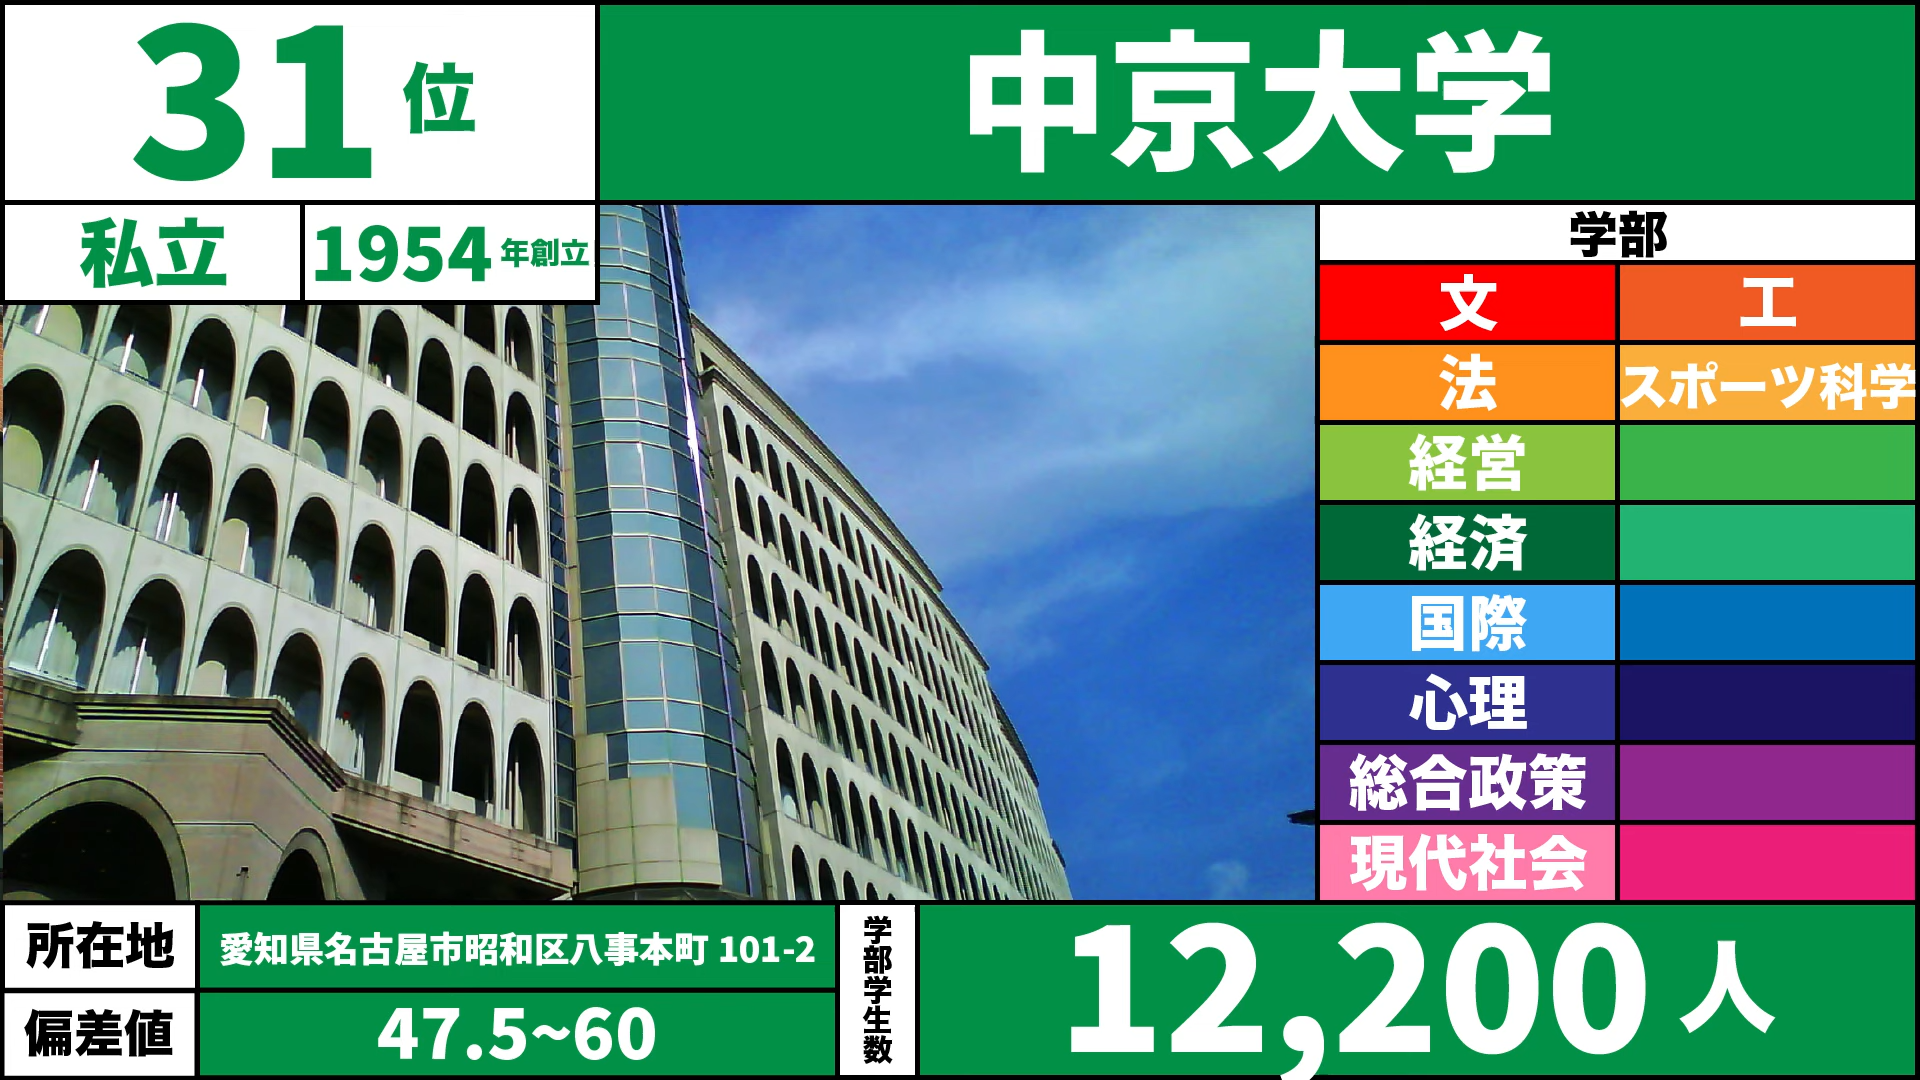 31位
中京大学
私立
1954年創立
学部
文
工
法
スポーツ科学
経営
経済
国際
心理
総合政策
現代社会
所在地
愛知県名古屋市昭和区八事本町 101-2
偏差値
47.5~60
学部学生数
12,200人